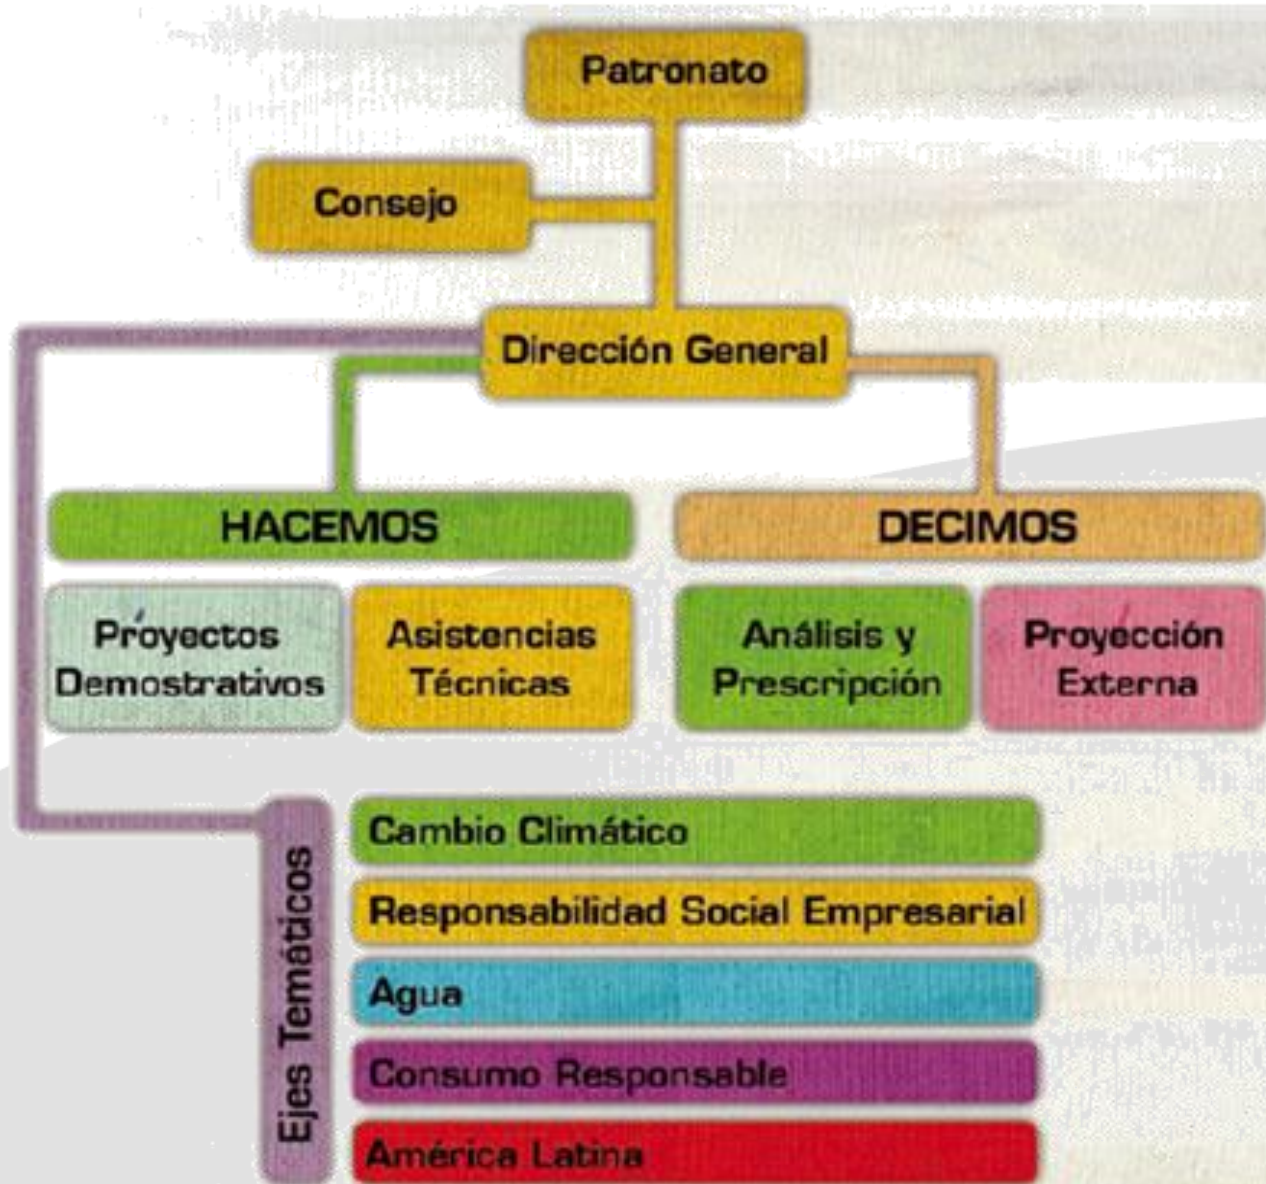 Patronato
Consejo
Dirección General
HACEMOS
DECIMOS
Proyectos
Demostrativos
Asistencias
Técnicas
Análisis y
Prescripción
Proyección
Externa
Ejes Temáticos
Cambio Climático
Responsabilidad Social Empresarial
Agua
Consumo Responsable
América Latina